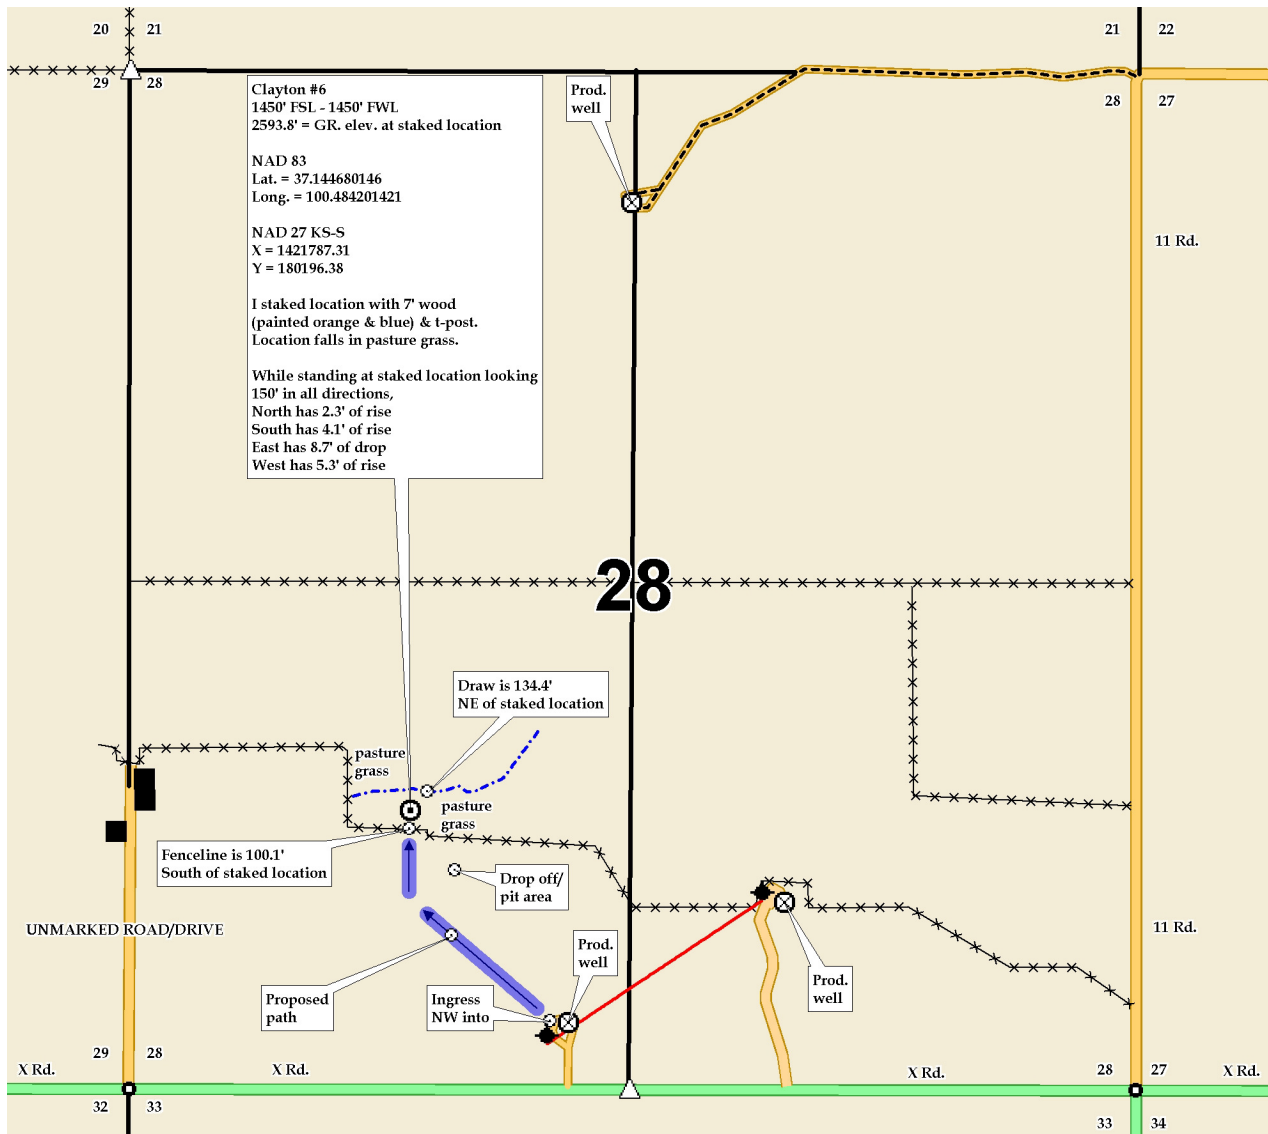 20 21
21 22
29 28
28 27
Clayton #6
1450' FSL - 1450' FWL
2593.8' = GR. elev. at staked location
NAD 83
Lat. = 37.144680146
Long. = 100.484201421
NAD 27 KS-S
X = 1421787.31
Y = 180196.38
I staked location with 7' wood
(painted orange & blue) & t-post.
Location falls in pasture grass.
While standing at staked location looking
150' in all directions,
North has 2.3' of rise
South has 4.1' of rise
East has 8.7' of drop
West has 5.3' of rise
Prod.
well
11 Rd.
28
Draw is 134.4'
NE of staked location
pasture
grass
pasture
grass
Fenceline is 100.1'
South of staked location
Drop off/
pit area
UNMARKED ROAD/DRIVE
11 Rd.
Prod.
well
Prod.
well
Proposed
path
Ingress
NW into
29 28
28 27
X Rd.
X Rd.
X Rd.
X Rd.
32 33
33 34